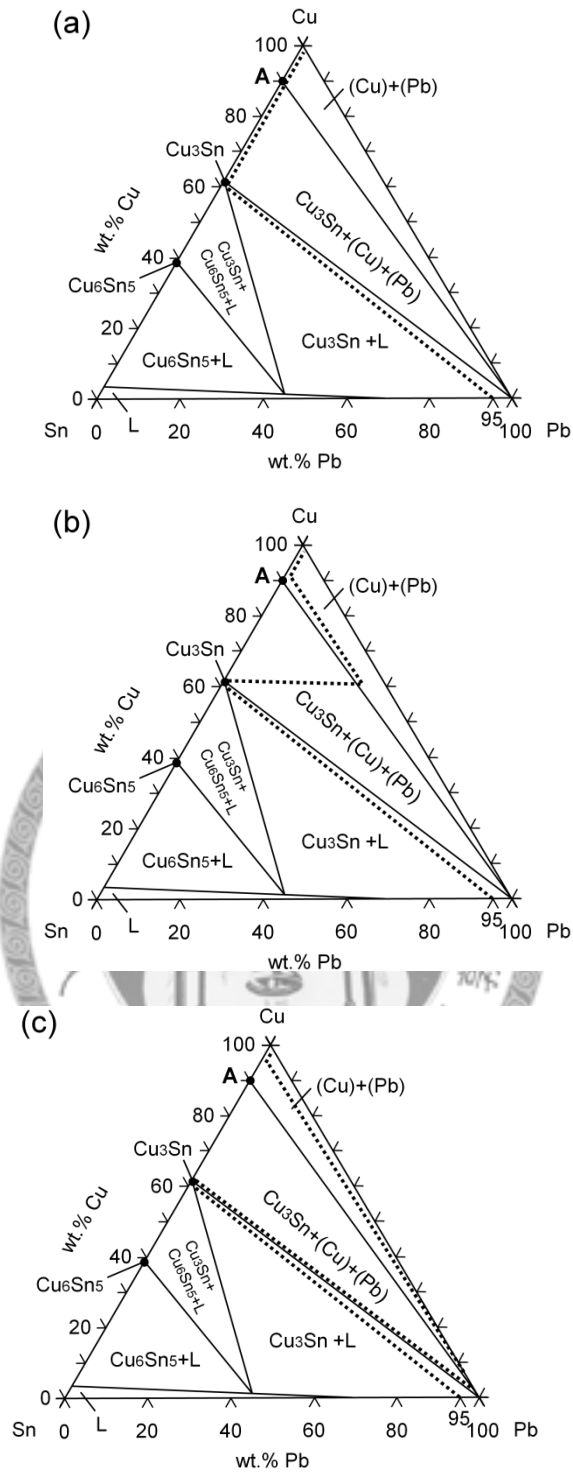 (a)
Cu
100
A
(Cu)+(Pb)
80
Cu3Sn
60
wt.% Cu
Cu3Sn+(Cu)+(Pb)
40
Cu6Sn5
Cu3Sn+
Cu6Sn5+L
20
Cu6Sn5+L
Cu3Sn +L
0
L
95
Sn
0
20
40
60
80
100
Pb
wt.% Pb
(b)
Cu
100
A
(Cu)+(Pb)
80
Cu3Sn
60
wt.% Cu
Cu3Sn+(Cu)+(Pb)
40
Cu6Sn5
Cu3Sn+
Cu6Sn5+L
20
Cu6Sn5+L
Cu3Sn +L
0
L
95
Sn
0
20
40
60
80
100
Pb
wt.% Pb
(c)
Cu
100
A
(Cu)+(Pb)
80
Cu3Sn
60
wt.% Cu
Cu3Sn+(Cu)+(Pb)
40
Cu6Sn5
Cu3Sn+
Cu6Sn5+L
20
Cu6Sn5+L
Cu3Sn +L
0
L
95
Sn
0
20
40
60
80
100
Pb
wt.% Pb